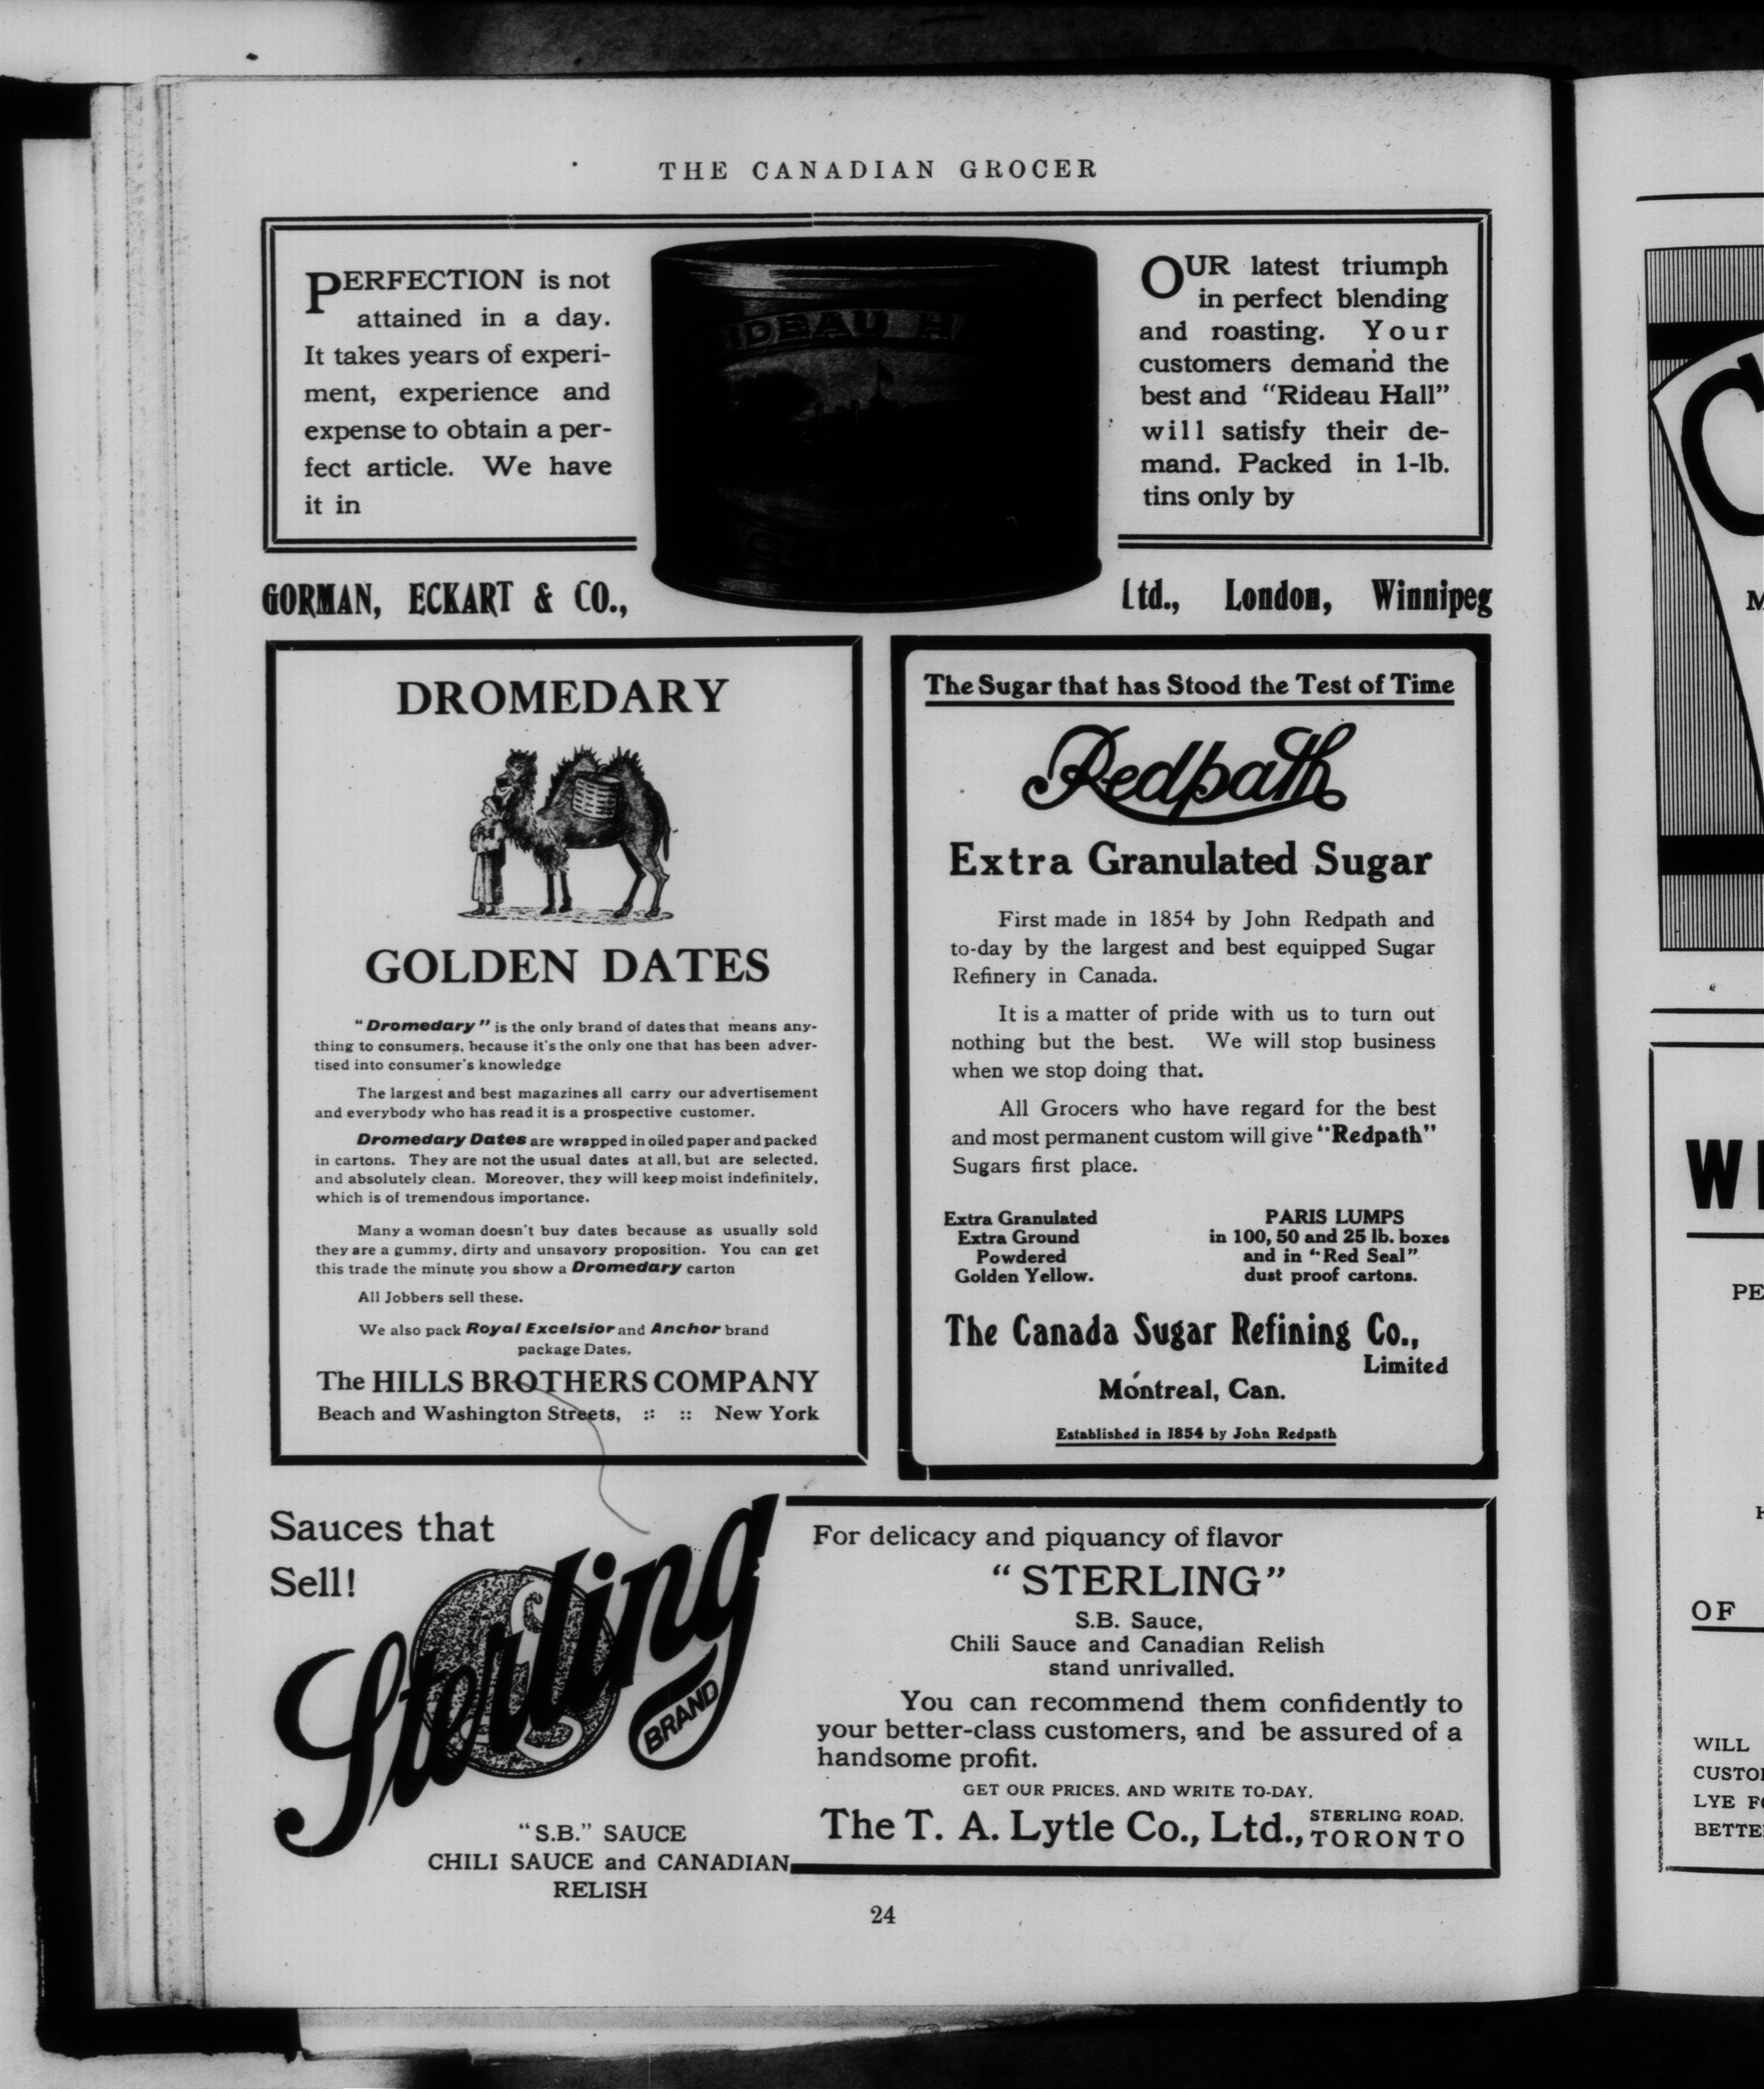 THE CANADIAN GROCER
PERFECTION is not
attained in a day.
It takes years of experi-
ment, experience and
expense to obtain a per-
fect article. We have
it in
IDEAU H
OUR latest triumph
in perfect blending
and roasting. Your
customers demand the
best and "Rideau Hall"
will satisfy their de-
mand. Packed in 1-lb.
tins only by
GORMAN, ECKART & CO.,
Ltd., London, Winnipeg
DROMEDARY
GOLDEN DATES
"Dromedary" is the only brand of dates that means any-
thing to consumers, because it's the only one that has been adver-
tised into consumer's knowledge
The largest and best magazines all carry our advertisement
and everybody who has read it is a prospective customer.
Dromedary Dates are wrapped in oiled paper and packed
in cartons. They are not the usual dates at all, but are selected,
and absolutely clean. Moreover, they will keep moist indefinitely,
which is of tremendous importance.
Many a woman doesn't buy dates because as usually sold
they are a gummy, dirty and unsavory proposition. You can get
this trade the minute you show a Dromedary carton
All Jobbers sell these.
We also pack Royal Excelsior and Anchor brand
package Dates.
The HILLS BROTHERS COMPANY
Beach and Washington Streets, :: :: New York
The Sugar that has Stood the Test of Time
Redpath
Extra Granulated Sugar
First made in 1854 by John Redpath and
to-day by the largest and best equipped Sugar
Refinery in Canada.
It is a matter of pride with us to turn out
nothing but the best. We will stop business
when we stop doing that.
All Grocers who have regard for the best
and most permanent custom will give "Redpath"
Sugars first place.
Extra Granulated
Extra Ground
Powdered
Golden Yellow.
PARIS LUMPS
in 100, 50 and 25 lb. boxes
and in "Red Seal"
dust proof cartons.
The Canada Sugar Refining Co.,
Limited
Montreal, Can.
Established in 1854 by John Redpath
Sauces that
Sell!
Sterling
BRAND
"S.B." SAUCE
CHILI SAUCE and CANADIAN
RELISH
For delicacy and piquancy of flavor
"STERLING"
S.B. Sauce,
Chili Sauce and Canadian Relish
stand unrivalled.
You can recommend them confidently to
your better-class customers, and be assured of a
handsome profit.
GET OUR PRICES, AND WRITE TO-DAY.
The T. A. Lytle Co., Ltd., STERLING ROAD,
TORONTO
24
C
M
W
PE
H
OF
WILL
CUSTO
LYE F
BETTE